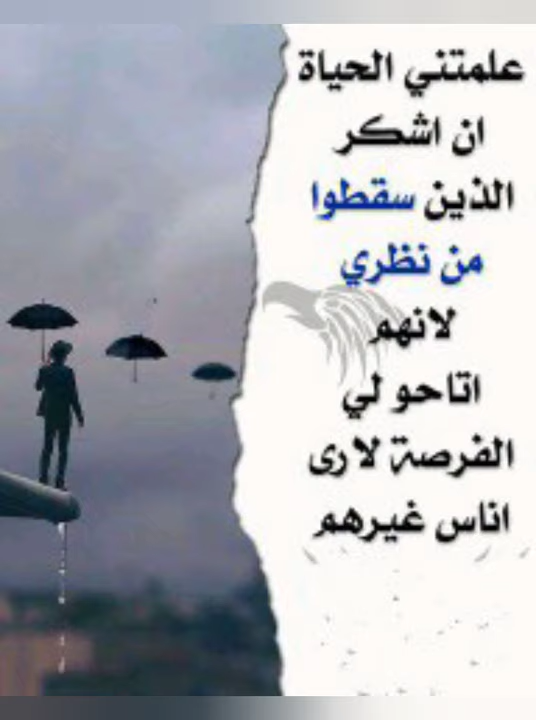 علمتني الحياة
ان اشكر
الذين سقطوا
من نظري
لانهم
اتاحو لي
الفرصة لارى
اناس غيرهم